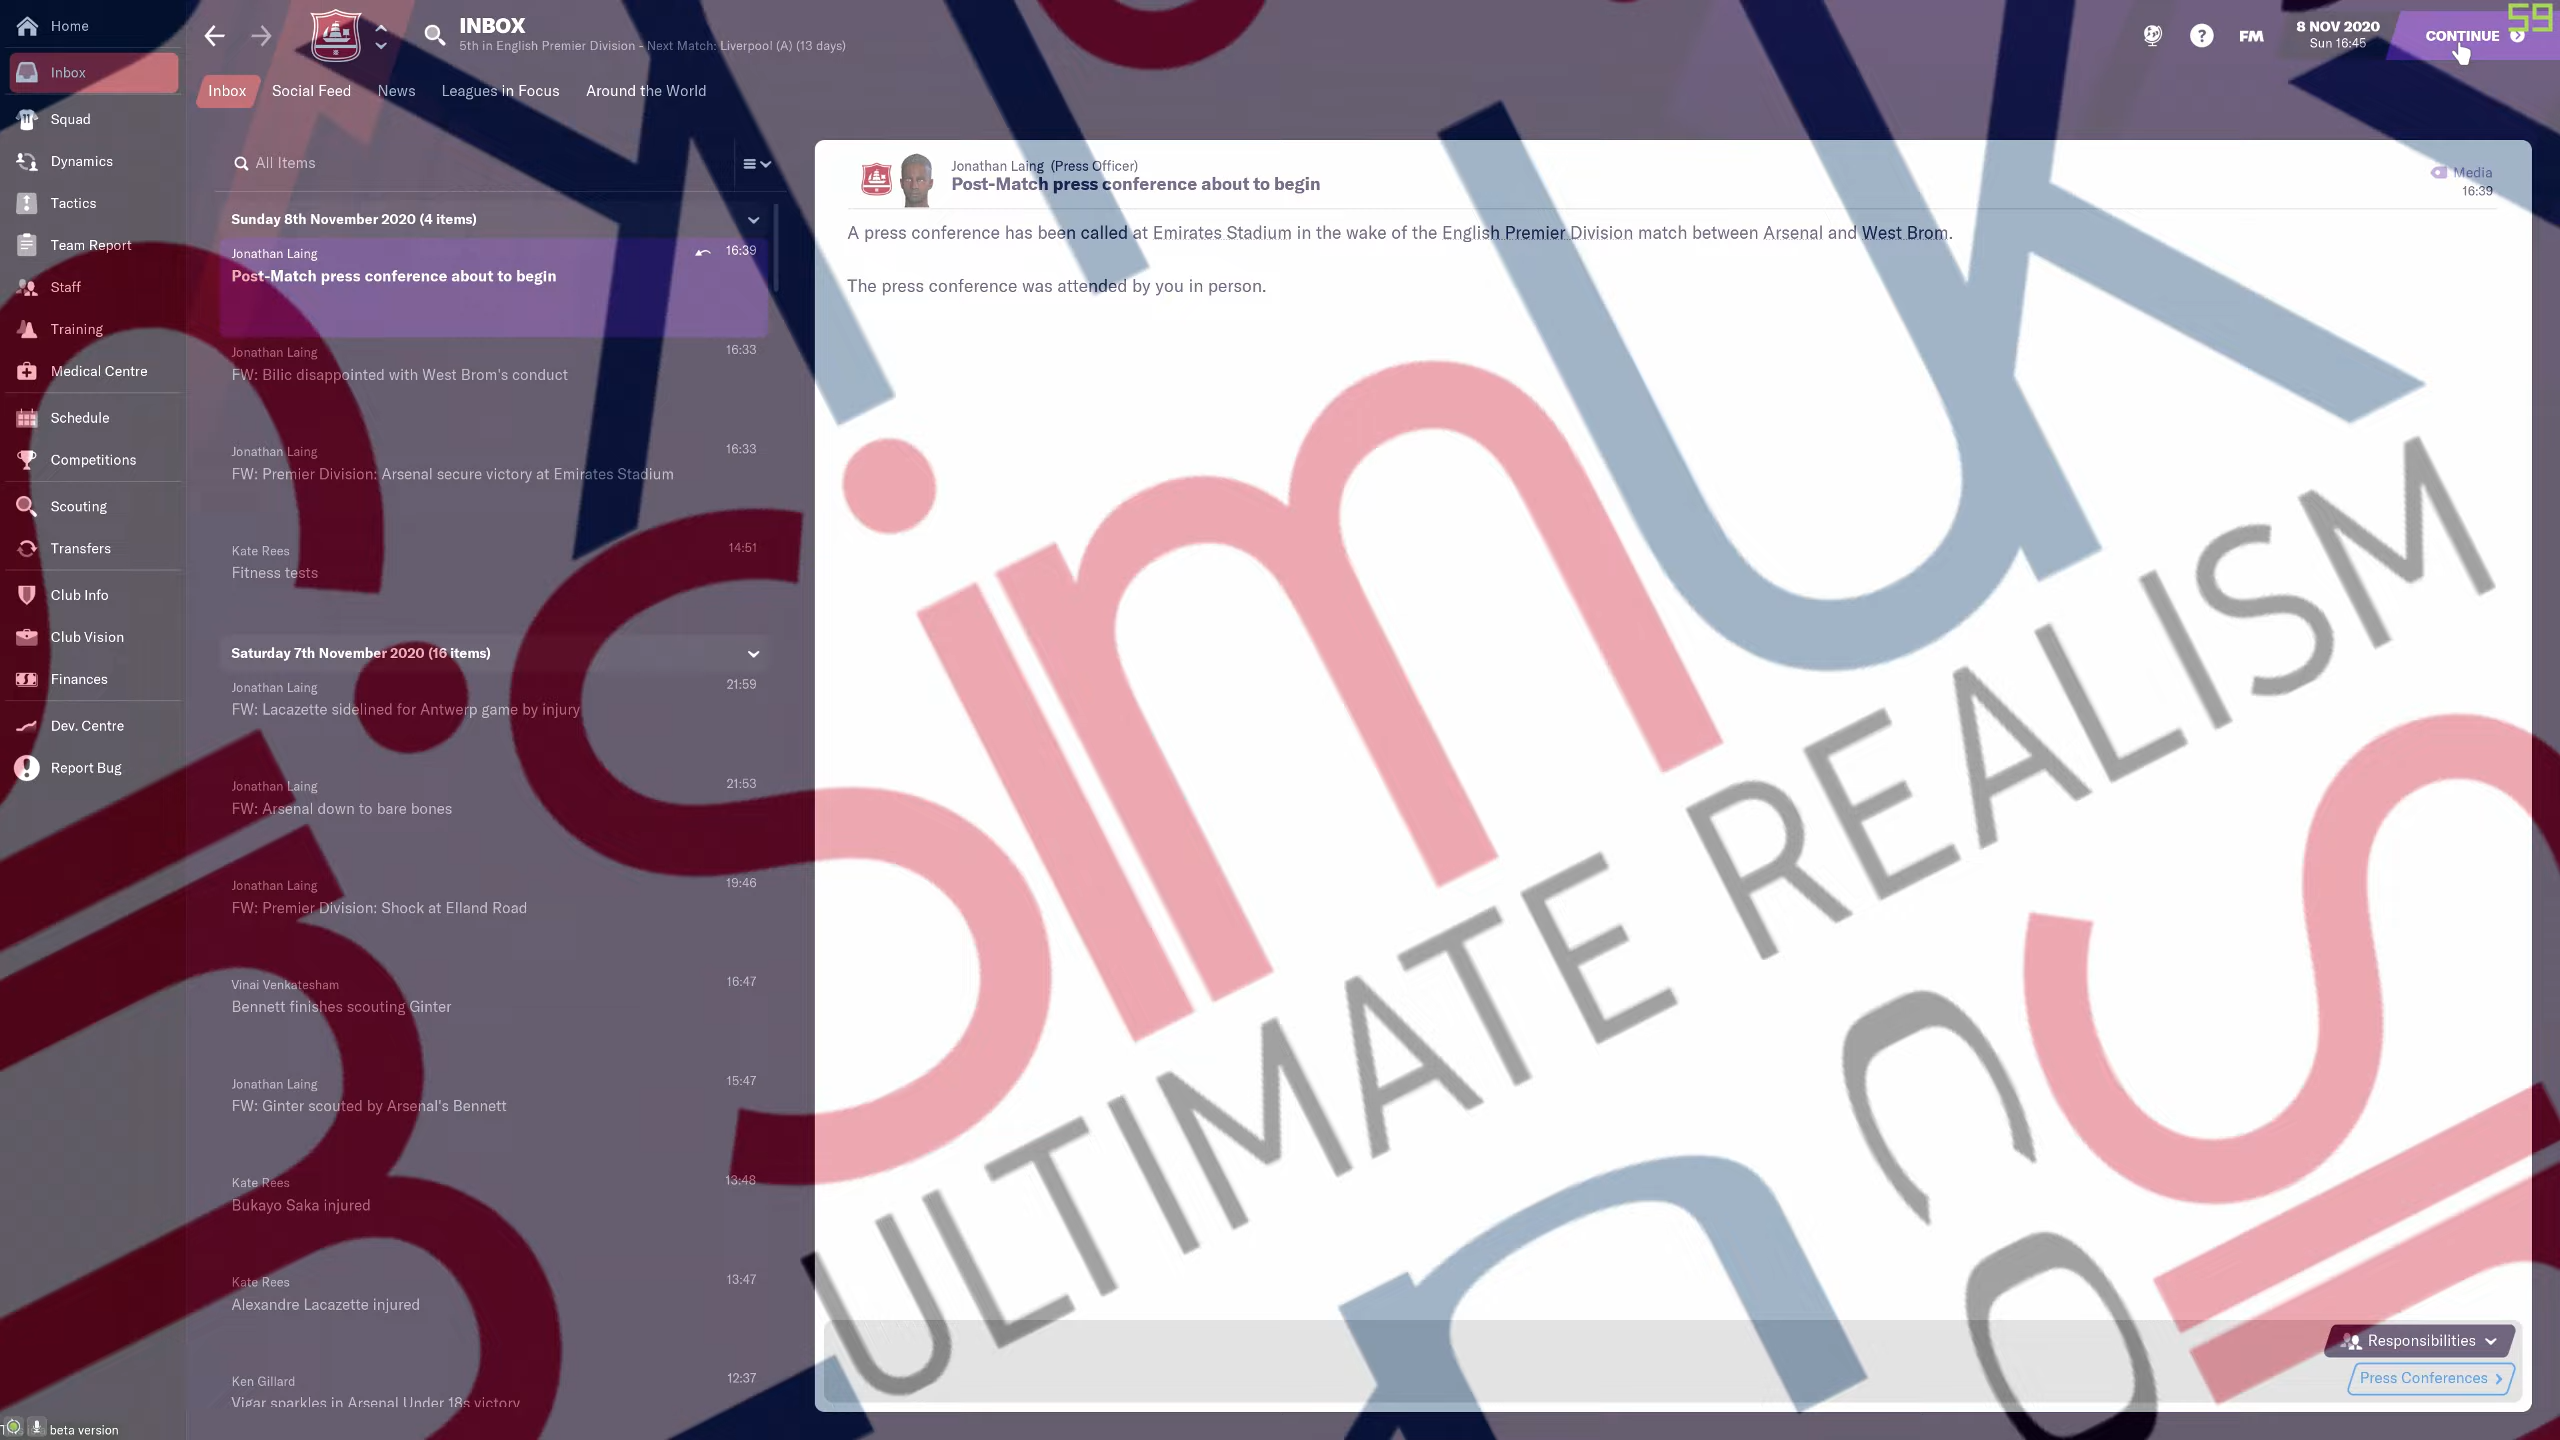 Home
Inbox
Squad
Dynamics
Tactics
Team Report
Staff
Training
Medical Centre
Schedule
Competitions
Scouting
Transfers
Club Info
Club Vision
Finances
Dev. Centre
Report Bug
beta version
INBOX
5th in English Premier Division - Next Match: Liverpool (A) (13 days)
FM
8 NOV 2020
Sun 16:45
CONTINUE
59
Inbox Social Feed News Leagues in Focus Around the World
All Items
Sunday 8th November 2020 (4 items)
Jonathan Laing 16:39
Post-Match press conference about to begin
Jonathan Laing 16:33
FW: Bilic disappointed with West Brom's conduct
Jonathan Laing 16:33
FW: Premier Division: Arsenal secure victory at Emirates Stadium
Kate Rees 14:51
Fitness tests
Saturday 7th November 2020 (16 items)
Jonathan Laing 21:59
FW: Lacazette sidelined for Antwerp game by injury
Jonathan Laing 21:53
FW: Arsenal down to bare bones
Jonathan Laing 19:46
FW: Premier Division: Shock at Elland Road
Vinai Venkatesham 16:47
Bennett finishes scouting Ginter
Jonathan Laing 15:47
FW: Ginter scouted by Arsenal's Bennett
Kate Rees 13:48
Bukayo Saka injured
Kate Rees 13:47
Alexandre Lacazette injured
Ken Gillard 12:37
Vigar sparkles in Arsenal Under 18s victory
Jonathan Laing (Press Officer)
Post-Match press conference about to begin
Media
16:39
A press conference has been called at Emirates Stadium in the wake of the English Premier Division match between Arsenal and West Brom.
The press conference was attended by you in person.
ULTIMATE REALISM
Responsibilities
Press Conferences